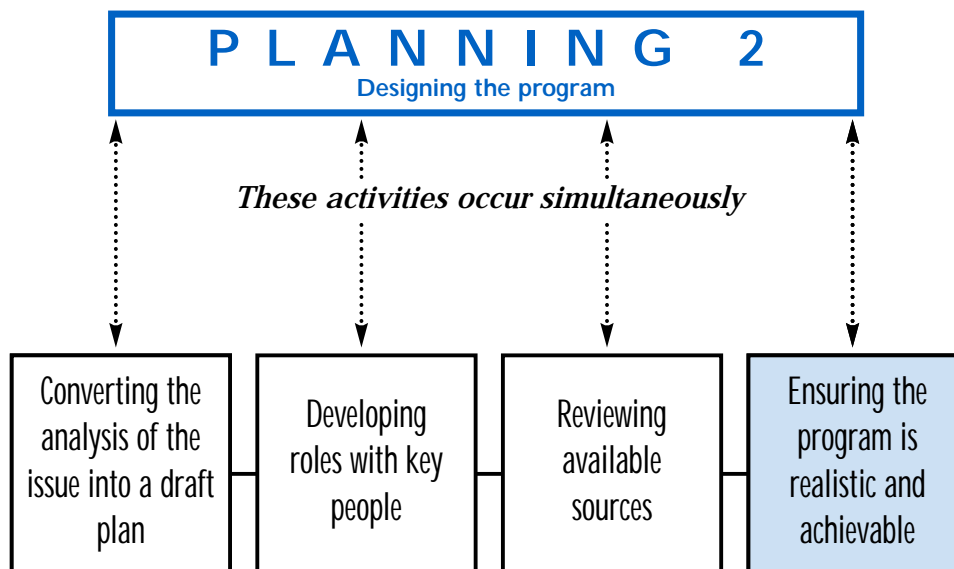 PLANNING 2
Designing the program
These activities occur simultaneously
Converting the
analysis of the
issue into a draft
plan
Developing
roles with key
people
Reviewing
available
sources
Ensuring the
program is
realistic and
achievable